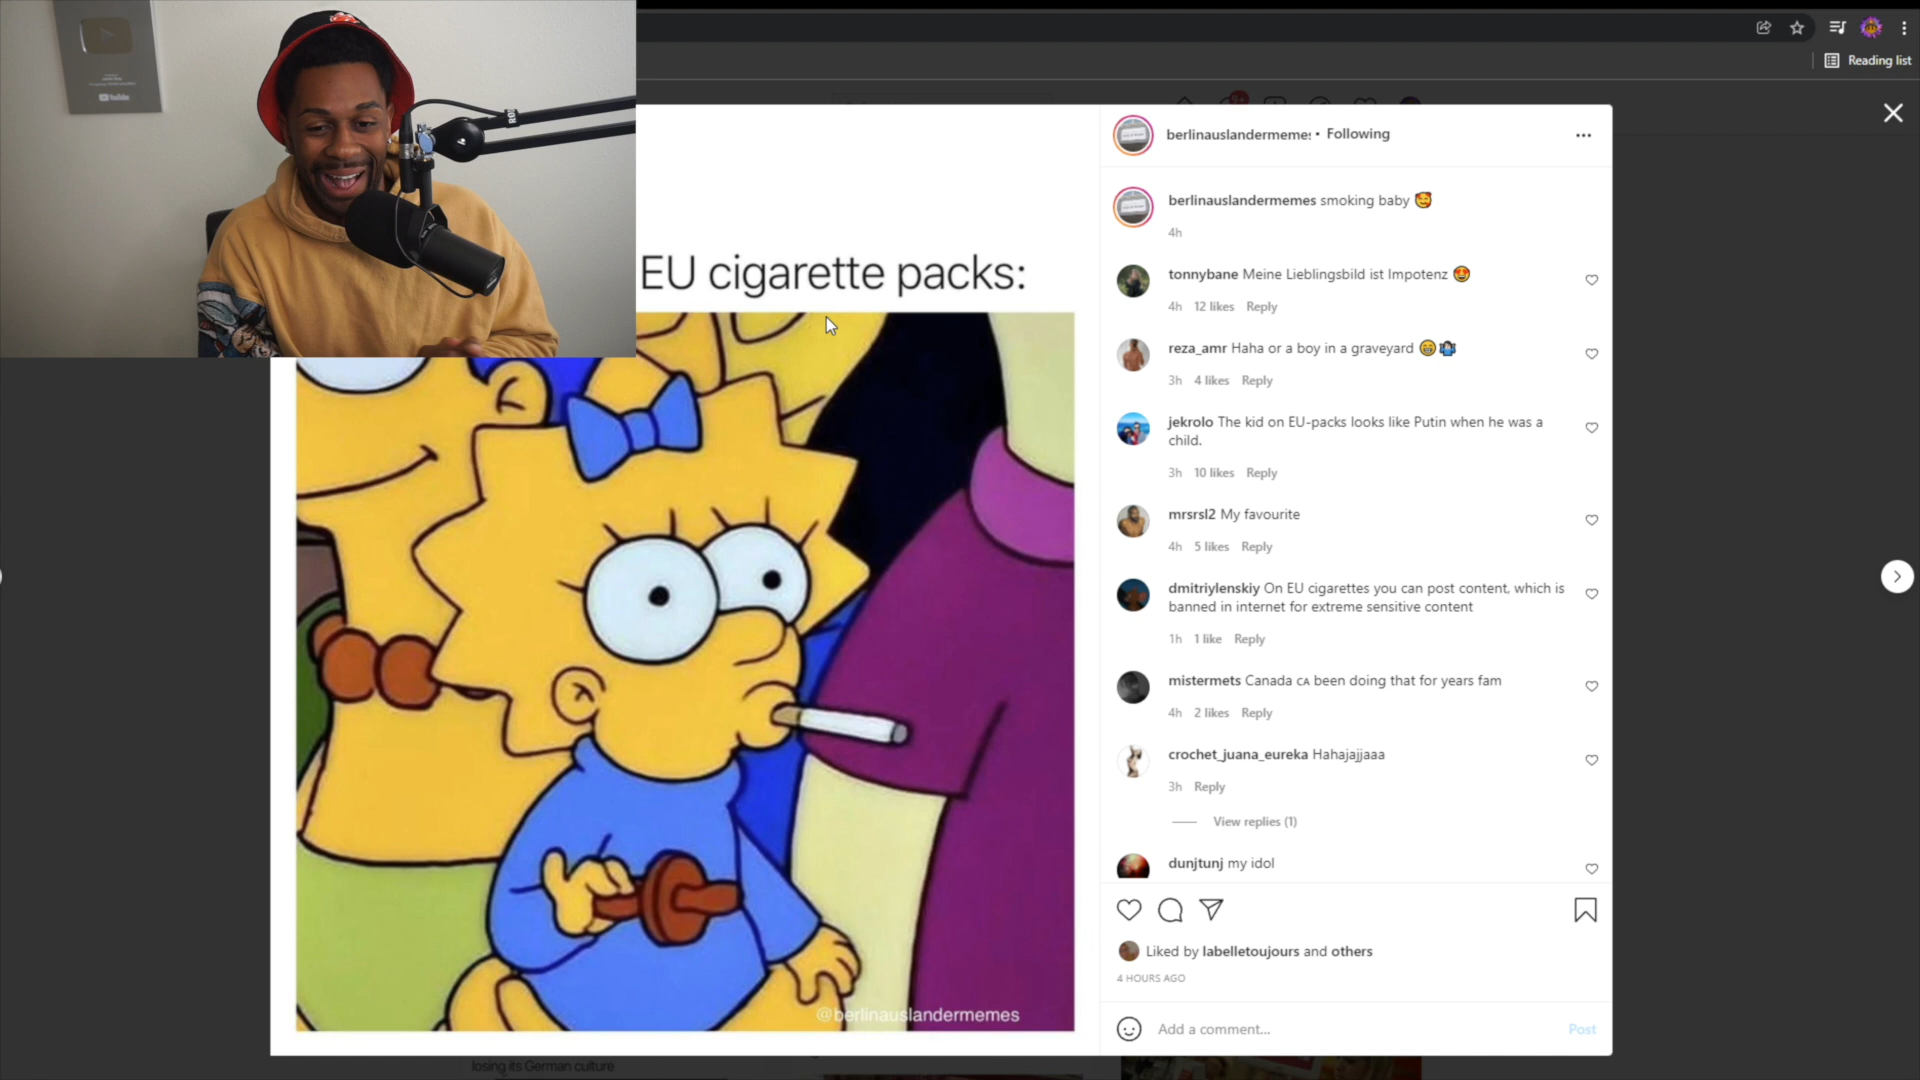 YouTube
Reading list
berlinauslandermemes • Following
EU cigarette packs:
@berlinauslandermemes
berlinauslandermemes smoking baby 🥰
4h
tonnybane Meine Lieblingsbild ist Impotenz 😍
4h 12 likes Reply
reza_amr Haha or a boy in a graveyard 😁🤷🏻‍♂️
3h 4 likes Reply
jekrolo The kid on EU-packs looks like Putin when he was a
child.
3h 10 likes Reply
mrsrsl2 My favourite
4h 5 likes Reply
dmitriylenskiy On EU cigarettes you can post content, which is
banned in internet for extreme sensitive content
1h 1 like Reply
mistermets Canada CA been doing that for years fam
4h 2 likes Reply
crochet_juana_eureka Hahajajjaaa
3h Reply
View replies (1)
dunjtunj my idol
Liked by labelletoujours and others
4 HOURS AGO
Add a comment... Post
losing its German culture